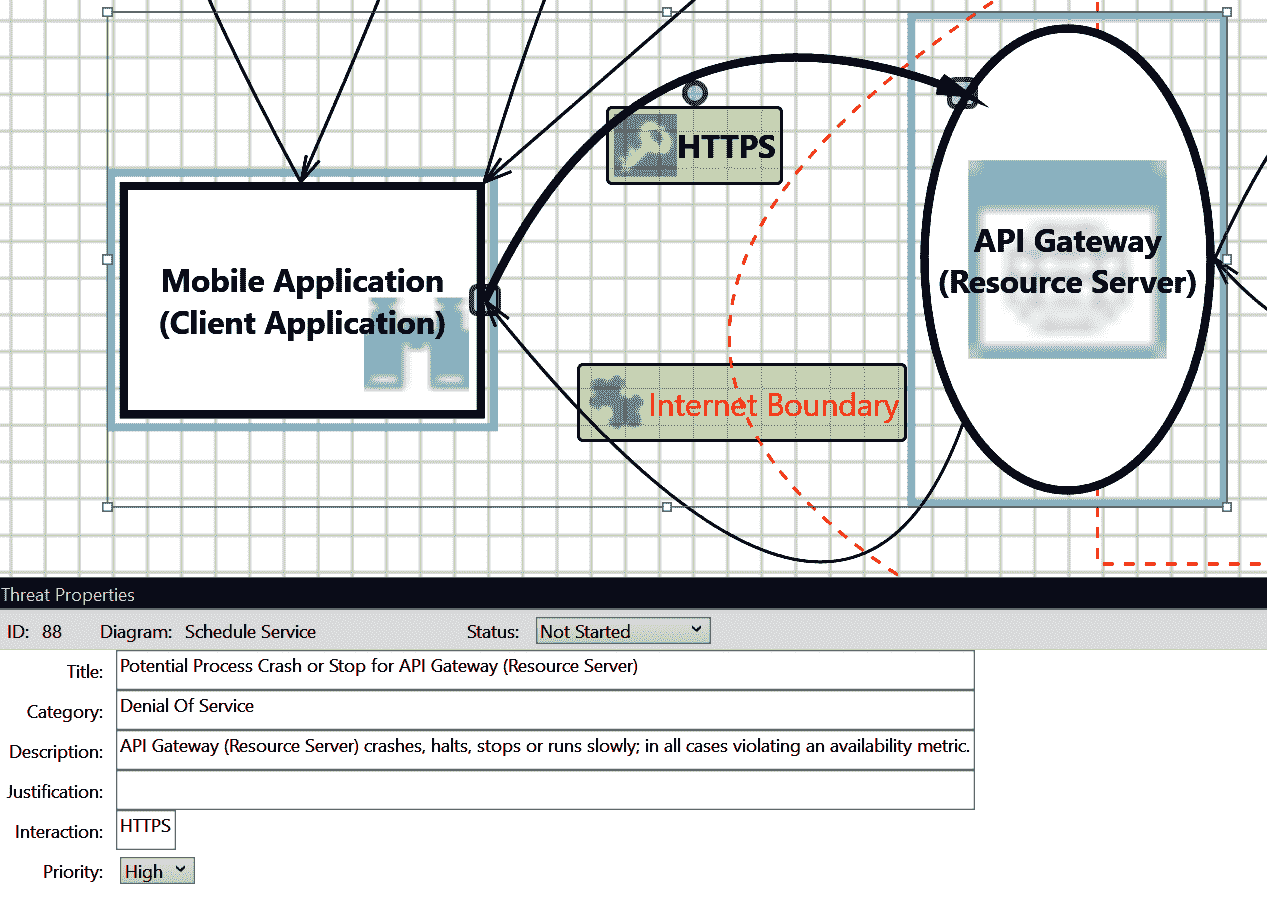 HTTPS
API Gateway
(Resource Server)
Mobile Application
(Client Application)
Internet Boundary
Threat Properties
ID: 88 Diagram: Schedule Service Status: Not Started
Title: Potential Process Crash or Stop for API Gateway (Resource Server)
Category: Denial Of Service
Description: API Gateway (Resource Server) crashes, halts, stops or runs slowly; in all cases violating an availability metric.
Justification:
Interaction: HTTPS
Priority: High